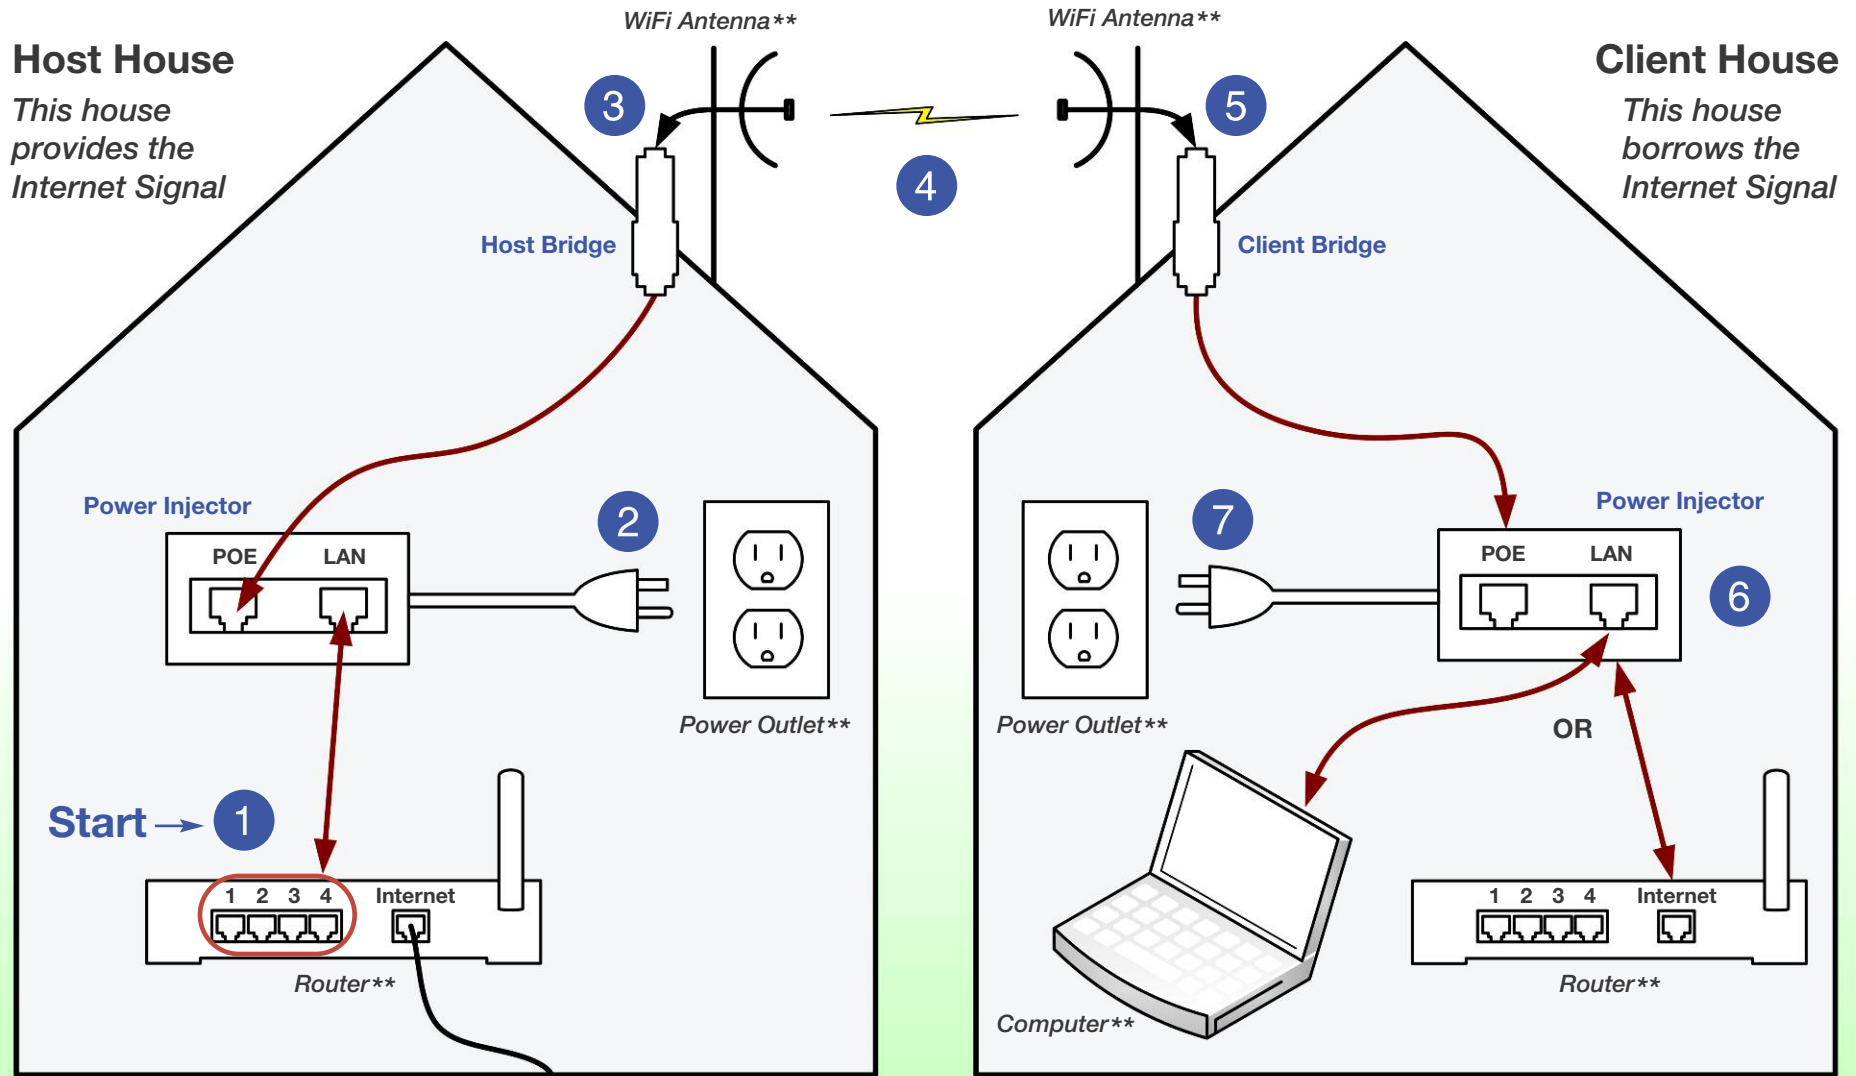 WiFi Antenna**
WiFi Antenna**
Host House
This house
provides the
Internet Signal
Client House
This house
borrows the
Internet Signal
3
5
4
Host Bridge
Client Bridge
Power Injector
POE LAN
2
Power Outlet**
7
Power Injector
POE LAN
6
Power Outlet**
OR
Start
1
1 2 3 4 Internet
Router**
Computer**
1 2 3 4 Internet
Router**